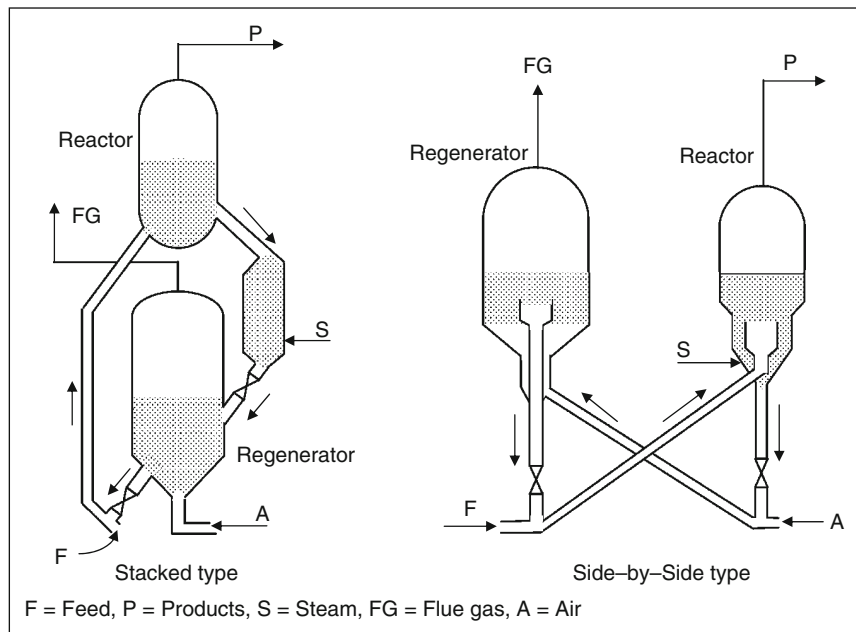 P
Reactor
FG
S
Regenerator
A
F
Stacked type
FG
P
Regenerator
Reactor
S
F
A
Side–by–Side type
F = Feed, P = Products, S = Steam, FG = Flue gas, A = Air